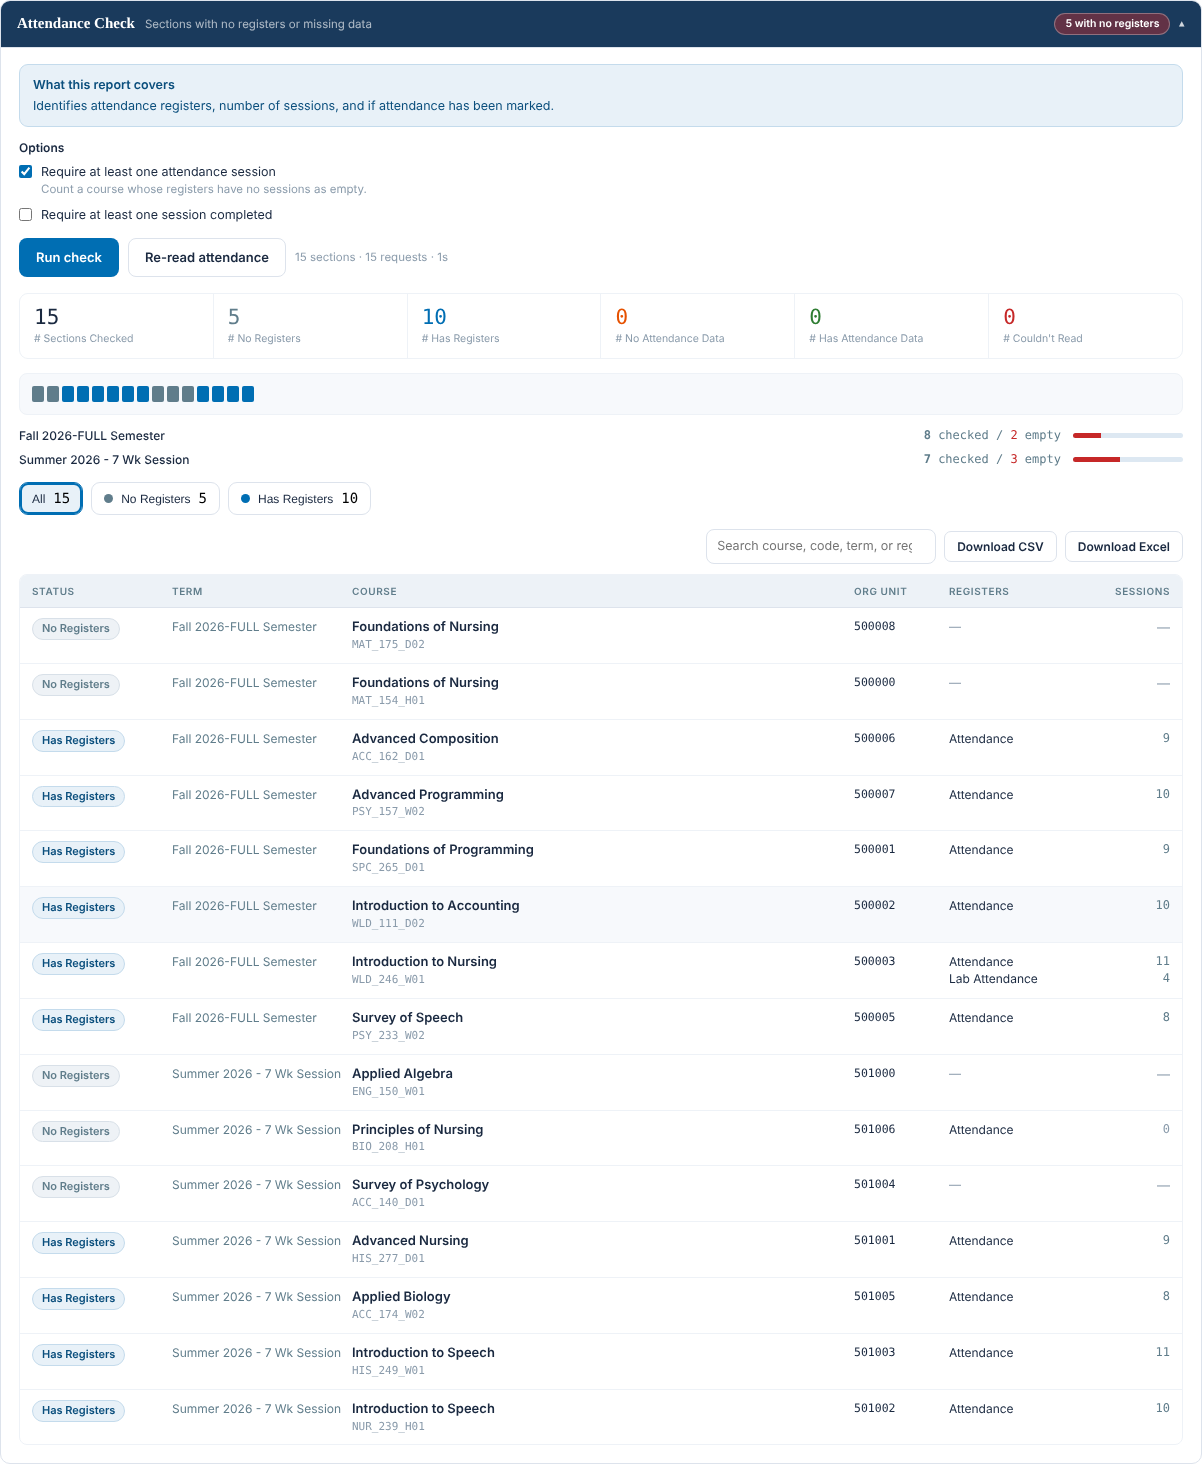 Attendance Check Sections with no registers or missing data 5 with no registers ▲
What this report covers
Identifies attendance registers, number of sessions, and if attendance has been marked.
Options
Require at least one attendance session
Count a course whose registers have no sessions as empty.
Require at least one session completed
Run check Re-read attendance 15 sections · 15 requests · 1s
15 5 10 0 0 0
# Sections Checked # No Registers # Has Registers # No Attendance Data # Has Attendance Data # Couldn't Read
Fall 2026-FULL Semester 8 checked / 2 empty
Summer 2026 - 7 Wk Session 7 checked / 3 empty
All 15 No Registers 5 Has Registers 10
Search course, code, term, or reg Download CSV Download Excel
STATUS TERM COURSE ORG UNIT REGISTERS SESSIONS
No Registers Fall 2026-FULL Semester Foundations of Nursing 500008 — —
MAT_175_D02
No Registers Fall 2026-FULL Semester Foundations of Nursing 500000 — —
MAT_154_H01
Has Registers Fall 2026-FULL Semester Advanced Composition 500006 Attendance 9
ACC_162_D01
Has Registers Fall 2026-FULL Semester Advanced Programming 500007 Attendance 10
PSY_157_W02
Has Registers Fall 2026-FULL Semester Foundations of Programming 500001 Attendance 9
SPC_265_D01
Has Registers Fall 2026-FULL Semester Introduction to Accounting 500002 Attendance 10
WLD_111_D02
Has Registers Fall 2026-FULL Semester Introduction to Nursing 500003 Attendance 11
WLD_246_W01 Lab Attendance 4
Has Registers Fall 2026-FULL Semester Survey of Speech 500005 Attendance 8
PSY_233_W02
No Registers Summer 2026 - 7 Wk Session Applied Algebra 501000 — —
ENG_150_W01
No Registers Summer 2026 - 7 Wk Session Principles of Nursing 501006 Attendance 0
BIO_208_H01
No Registers Summer 2026 - 7 Wk Session Survey of Psychology 501004 — —
ACC_140_D01
Has Registers Summer 2026 - 7 Wk Session Advanced Nursing 501001 Attendance 9
HIS_277_D01
Has Registers Summer 2026 - 7 Wk Session Applied Biology 501005 Attendance 8
ACC_174_W02
Has Registers Summer 2026 - 7 Wk Session Introduction to Speech 501003 Attendance 11
HIS_249_W01
Has Registers Summer 2026 - 7 Wk Session Introduction to Speech 501002 Attendance 10
NUR_239_H01